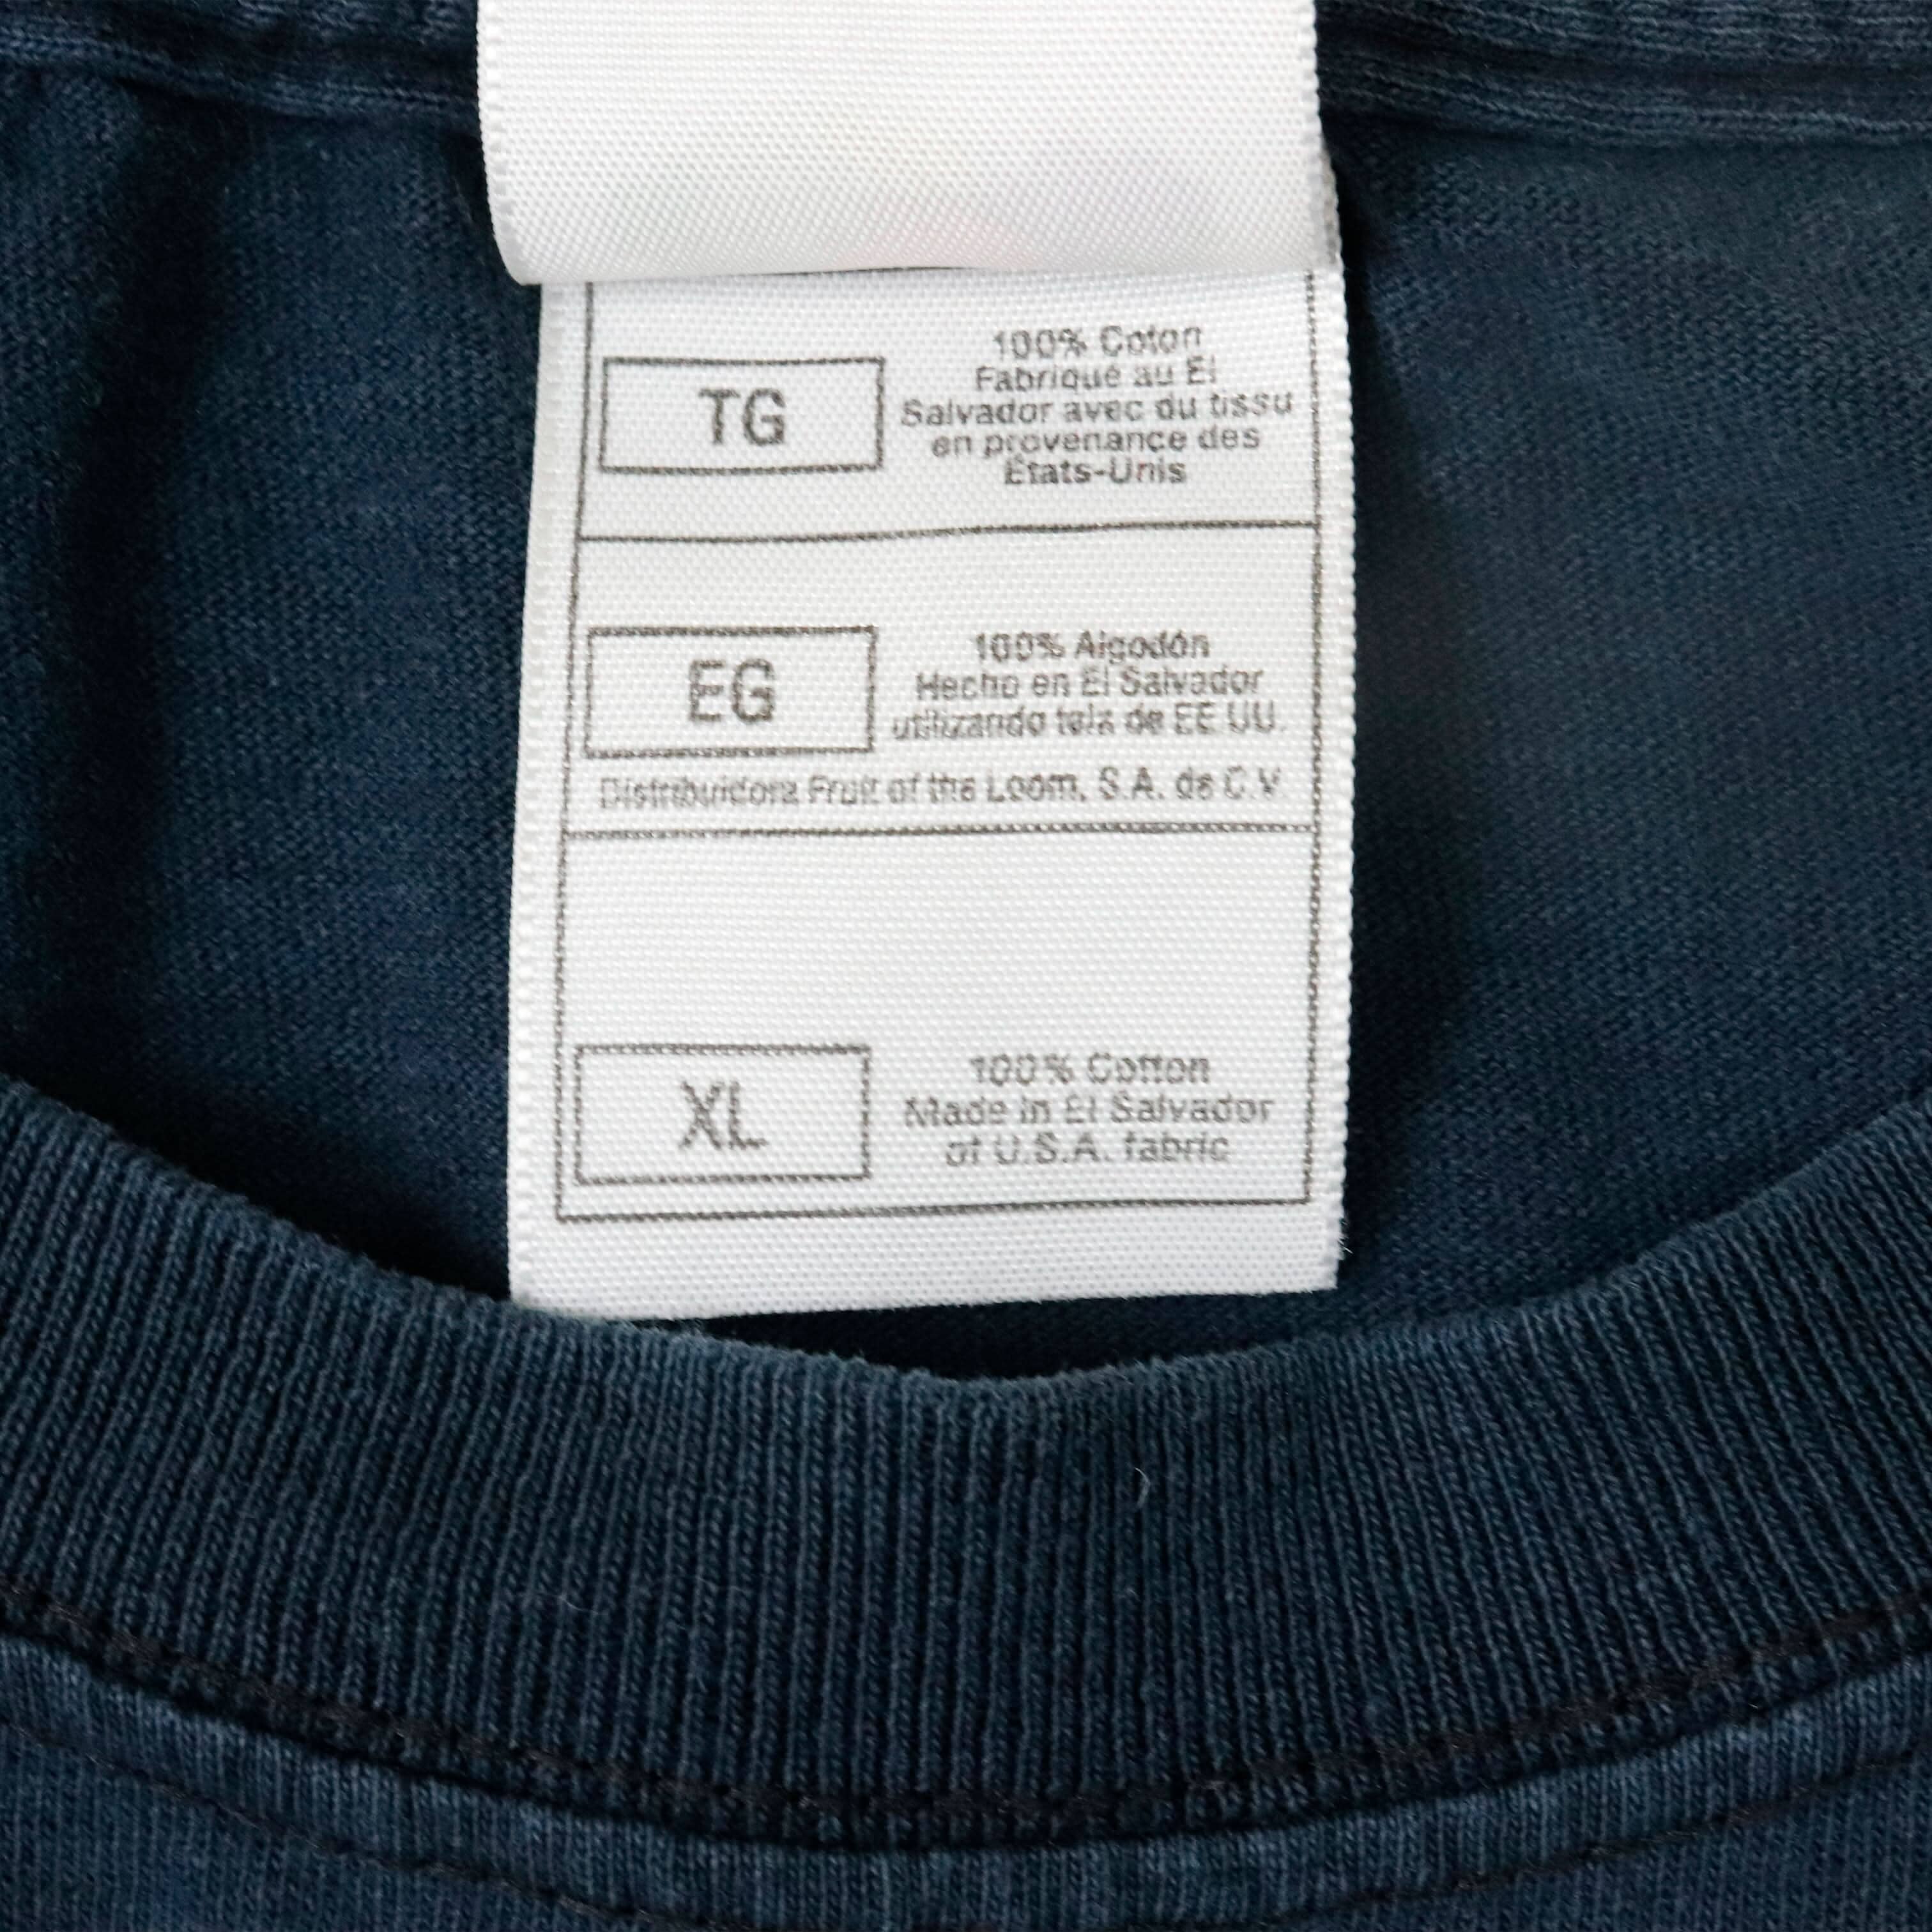 TG
100% Coton
Fabriqué au El
Salvador avec du tissu
en provenance des
États-Unis
EG
100% Algodón
Hecho en El Salvador
utilizando tela de EE.UU.
Distribuidora Fruit of the Loom, S.A. de C.V.
XL
100% Cotton
Made in El Salvador
of U.S.A. fabric